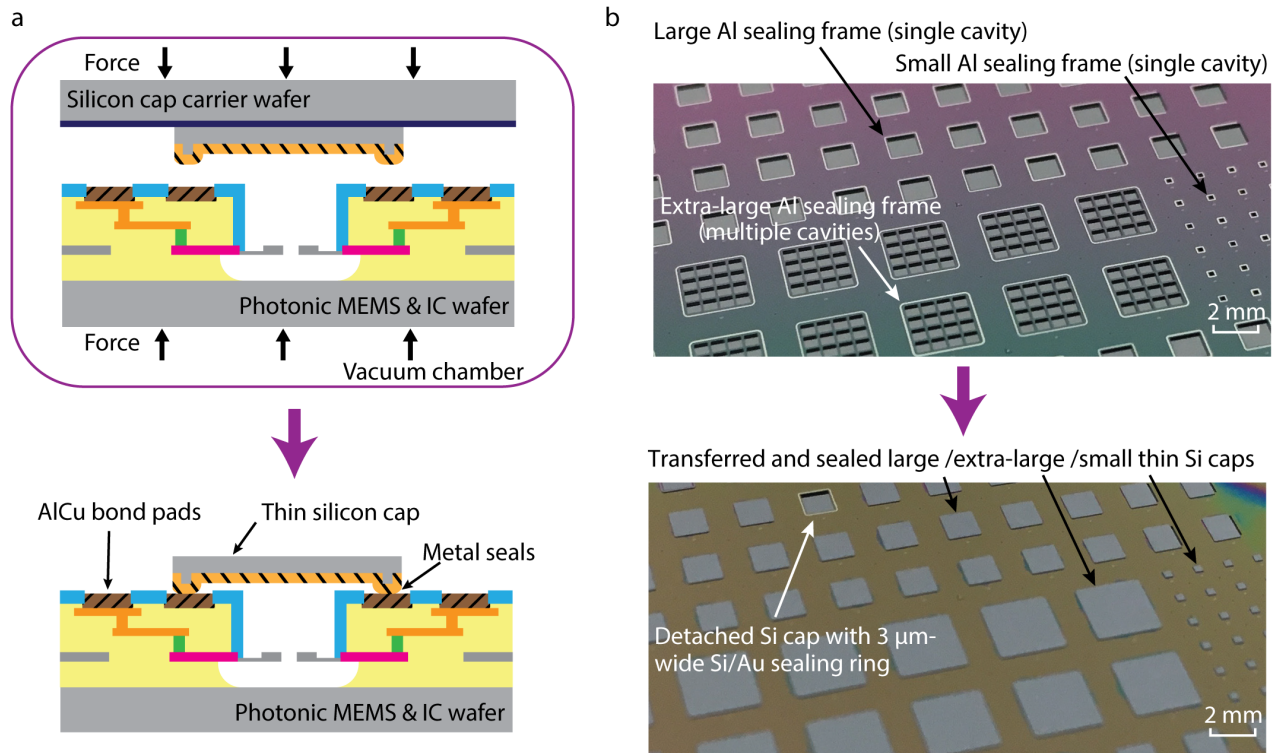 a
Force
Silicon cap carrier wafer
Photonic MEMS & IC wafer
Force
Vacuum chamber
AlCu bond pads
Thin silicon cap
Metal seals
Photonic MEMS & IC wafer
b
Large Al sealing frame (single cavity)
Small Al sealing frame (single cavity)
Extra-large Al sealing frame
(multiple cavities)
2 mm
Transferred and sealed large /extra-large /small thin Si caps
Detached Si cap with 3 µm-
wide Si/Au sealing ring
2 mm